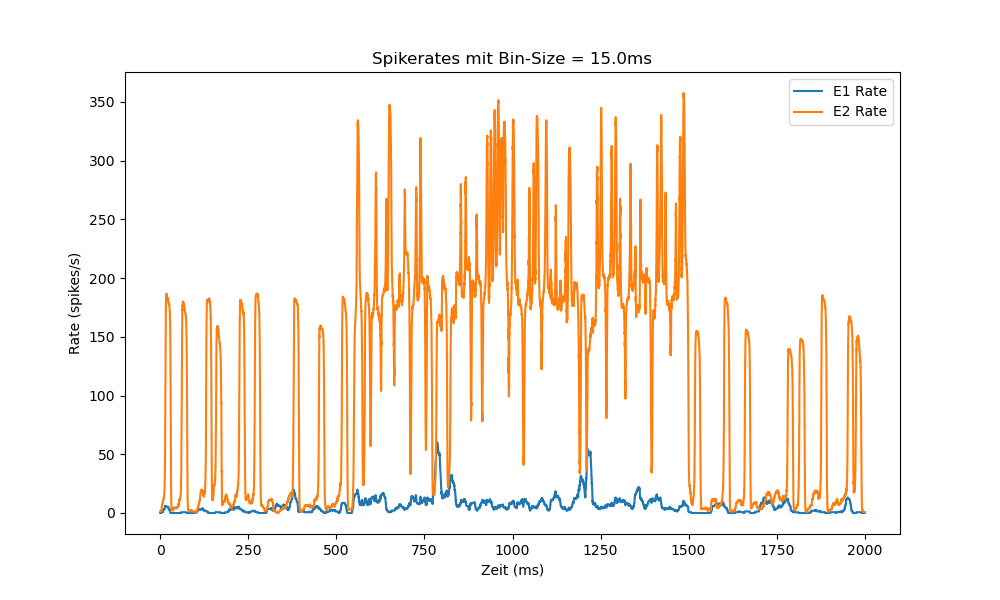 Spikerates mit Bin-Size = 15.0ms
E1 Rate
E2 Rate
Rate (spikes/s)
350
300
250
200
150
100
50
0
0 250 500 750 1000 1250 1500 1750 2000
Zeit (ms)